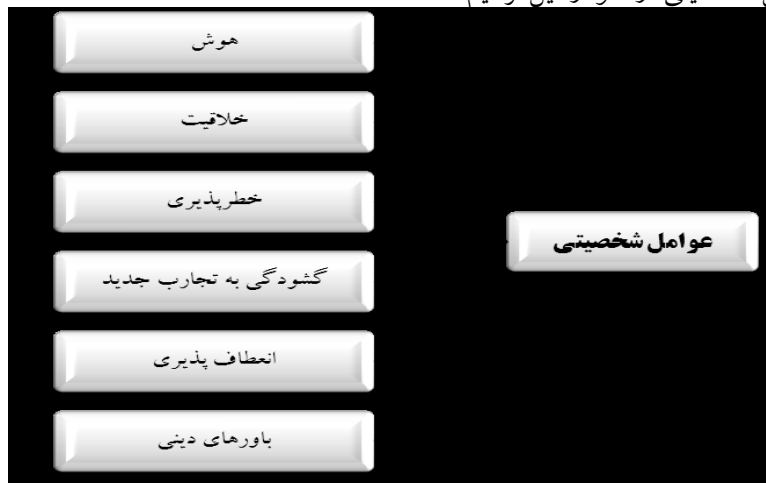 هوش
خلاقیت
خطرپذیری
عوامل شخصیتی
گشودگی به تجارب جدید
انعطاف پذیری
باورهای دینی